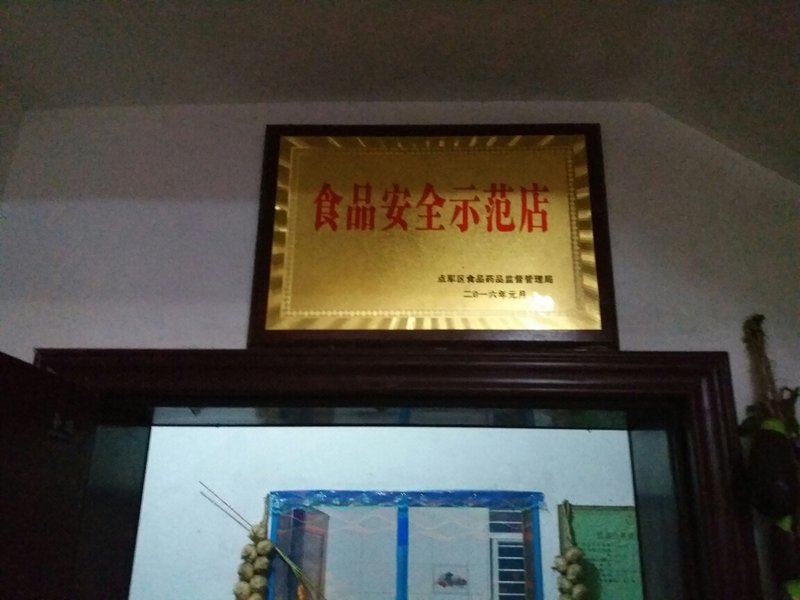 食品安全示范店
点军区食品药品监督管理局
二0一六年元月